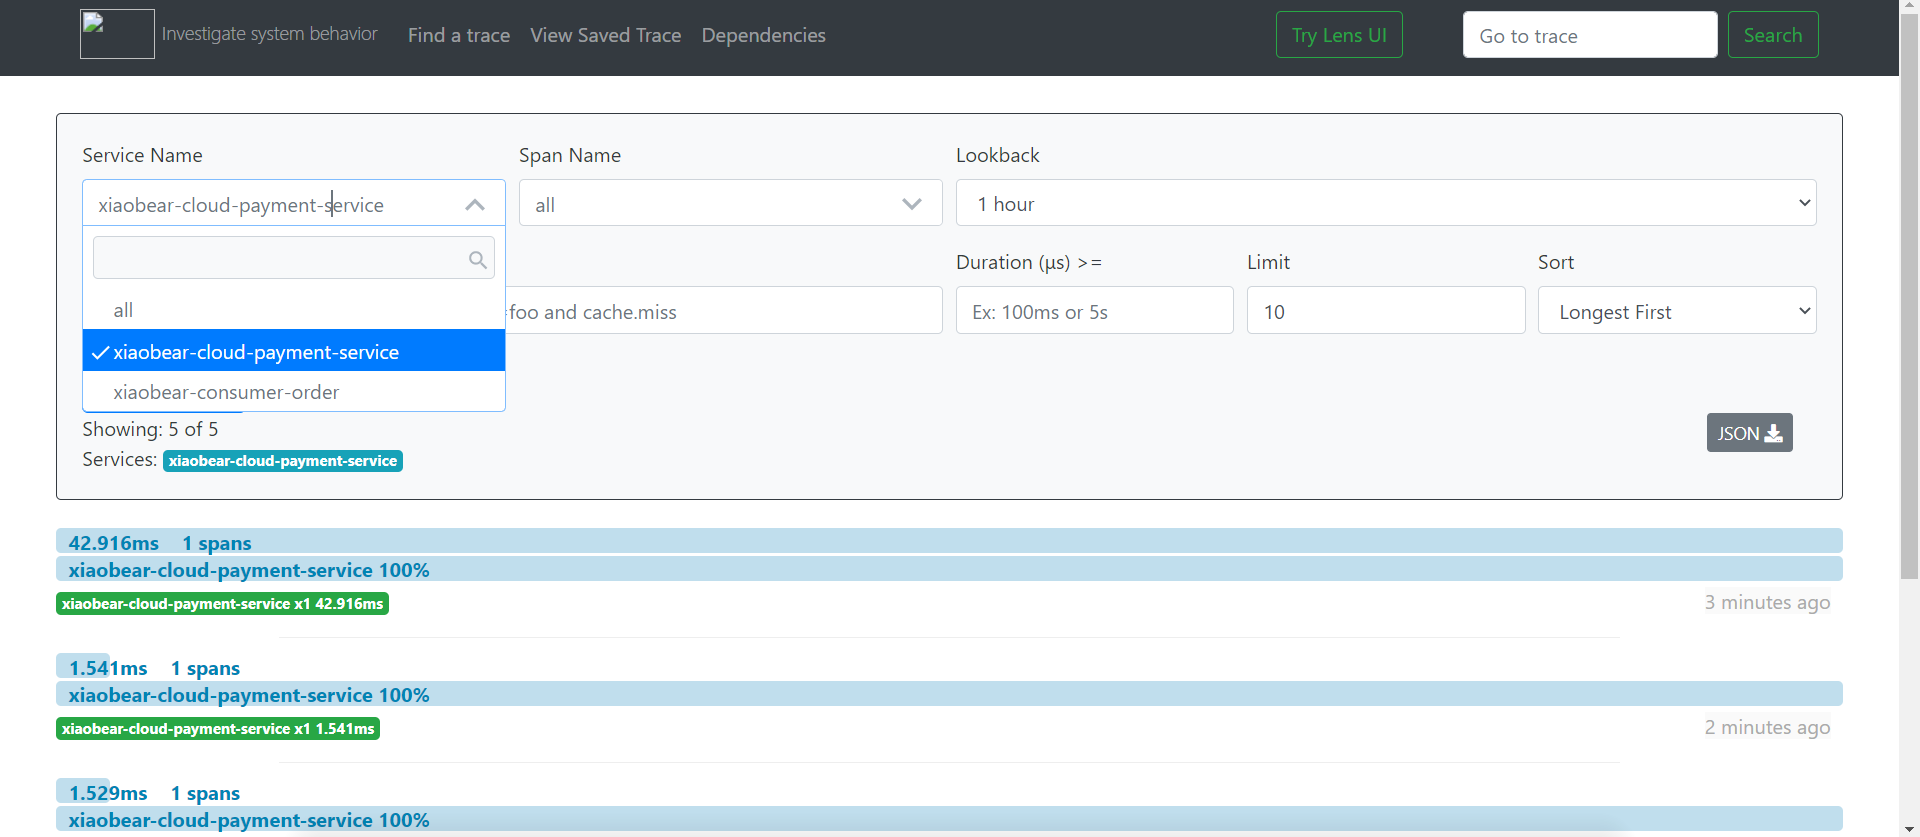 Investigate system behavior Find a trace View Saved Trace Dependencies Try Lens UI Go to trace Search
Service Name Span Name Lookback
xiaobear-cloud-payment-service all 1 hour
Duration (μs) >= Limit Sort
all
=foo and cache.miss Ex: 100ms or 5s 10 Longest First
xiaobear-cloud-payment-service
xiaobear-consumer-order
Showing: 5 of 5
JSON
Services: xiaobear-cloud-payment-service
42.916ms 1 spans
xiaobear-cloud-payment-service 100%
xiaobear-cloud-payment-service x1 42.916ms 3 minutes ago
1.541ms 1 spans
xiaobear-cloud-payment-service 100%
xiaobear-cloud-payment-service x1 1.541ms 2 minutes ago
1.529ms 1 spans
xiaobear-cloud-payment-service 100%